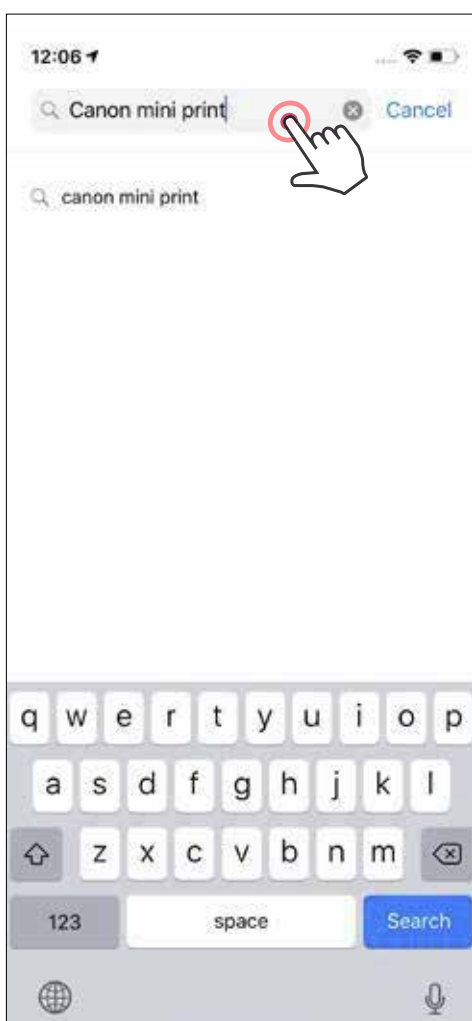 12:06
Canon mini print Cancel
canon mini print
q w e r t y u i o p
a s d f g h j k l
z x c v b n m
123 space Search